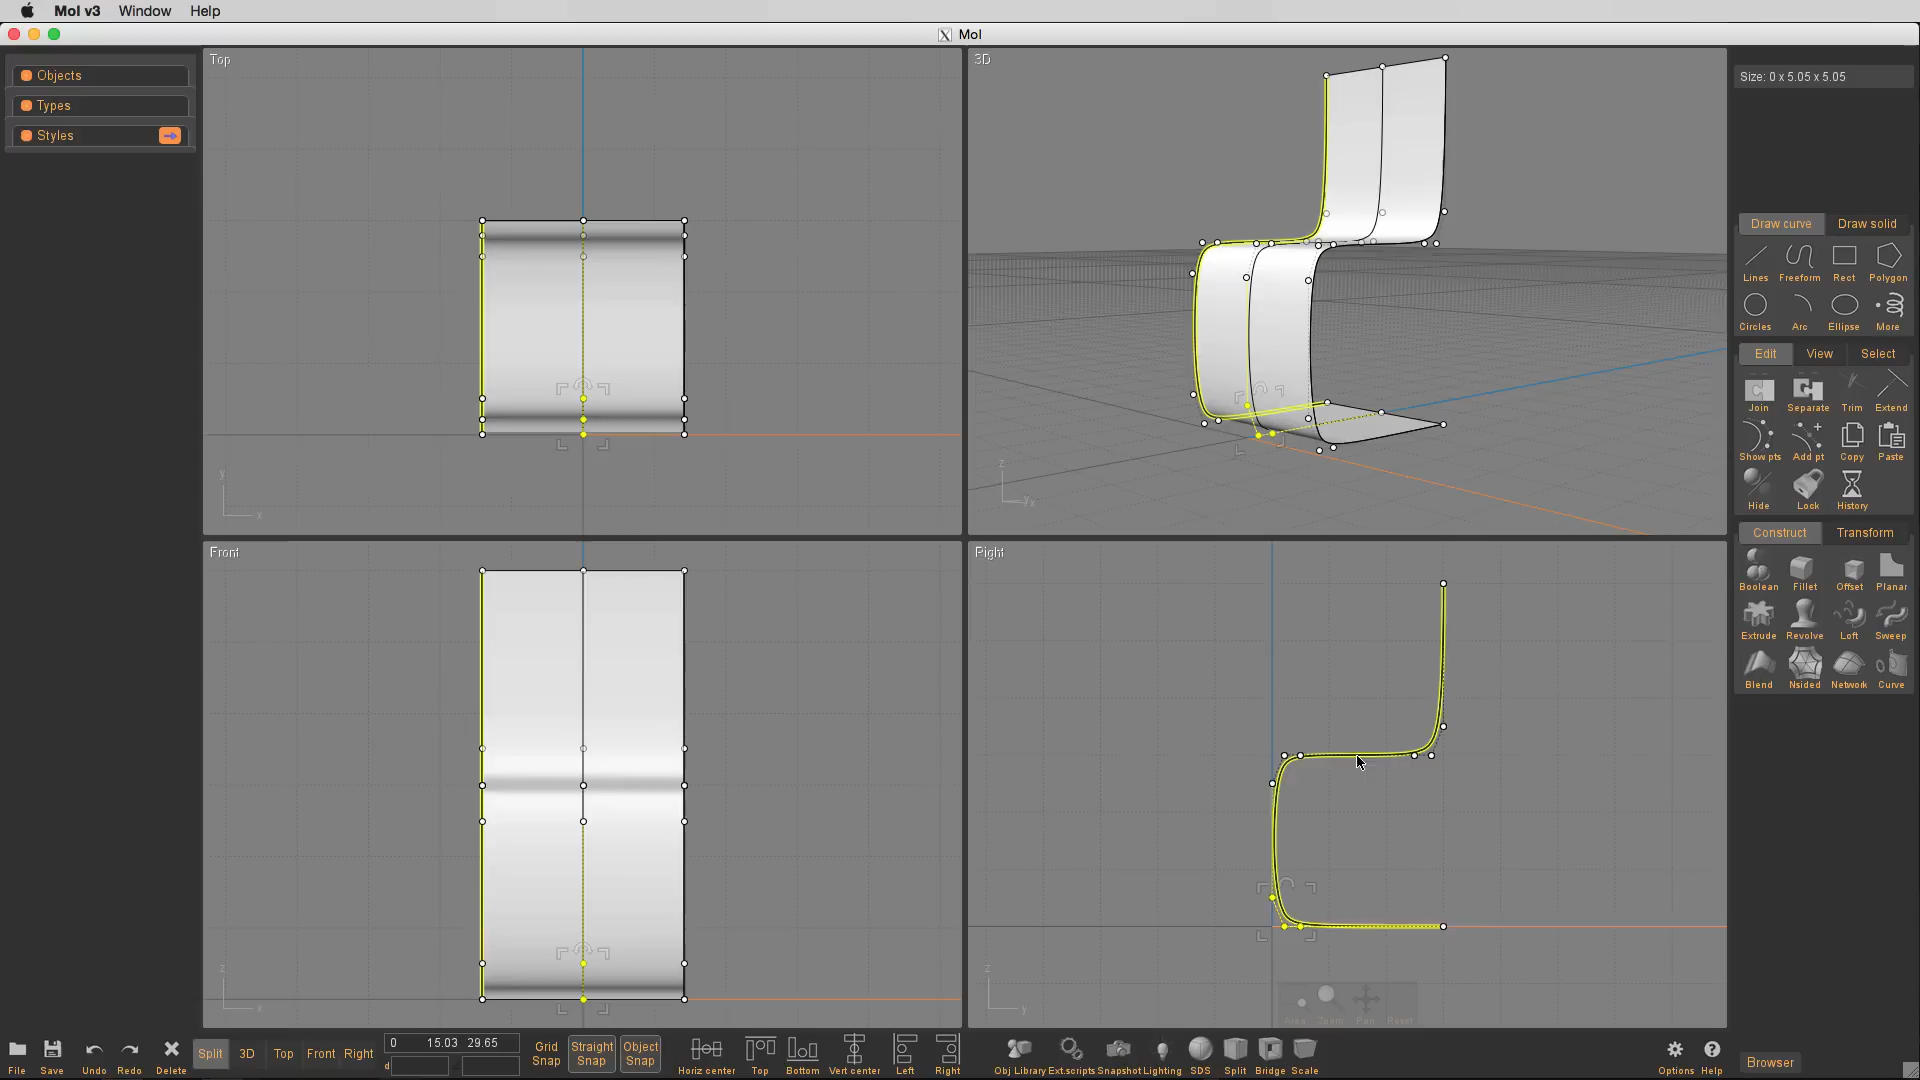 MoI v3 Window Help
MoI
Objects
Types
Styles
Top
3D
Front
Right
z
y
x
z
y x
z
x
z
y
Area Zoom Pan Reset
Size: 0 x 5.05 x 5.05
Draw curve Draw solid
Lines Freeform Rect Polygon
Circles Arc Ellipse More
Edit View Select
Join Separate Trim Extend
Show pts Add pt Copy Paste
Hide Lock History
Construct Transform
Boolean Fillet Offset Planar
Extrude Revolve Loft Sweep
Blend Nsided Network Curve
File Save Undo Redo Delete
Split 3D Top Front Right
0 15.03 29.65
d
Grid Snap
Straight Snap
Object Snap
Horiz center Top Bottom Vert center Left Right
Obj Library Ext.scripts Snapshot Lighting SDS Split Bridge Scale
Options Help
Browser